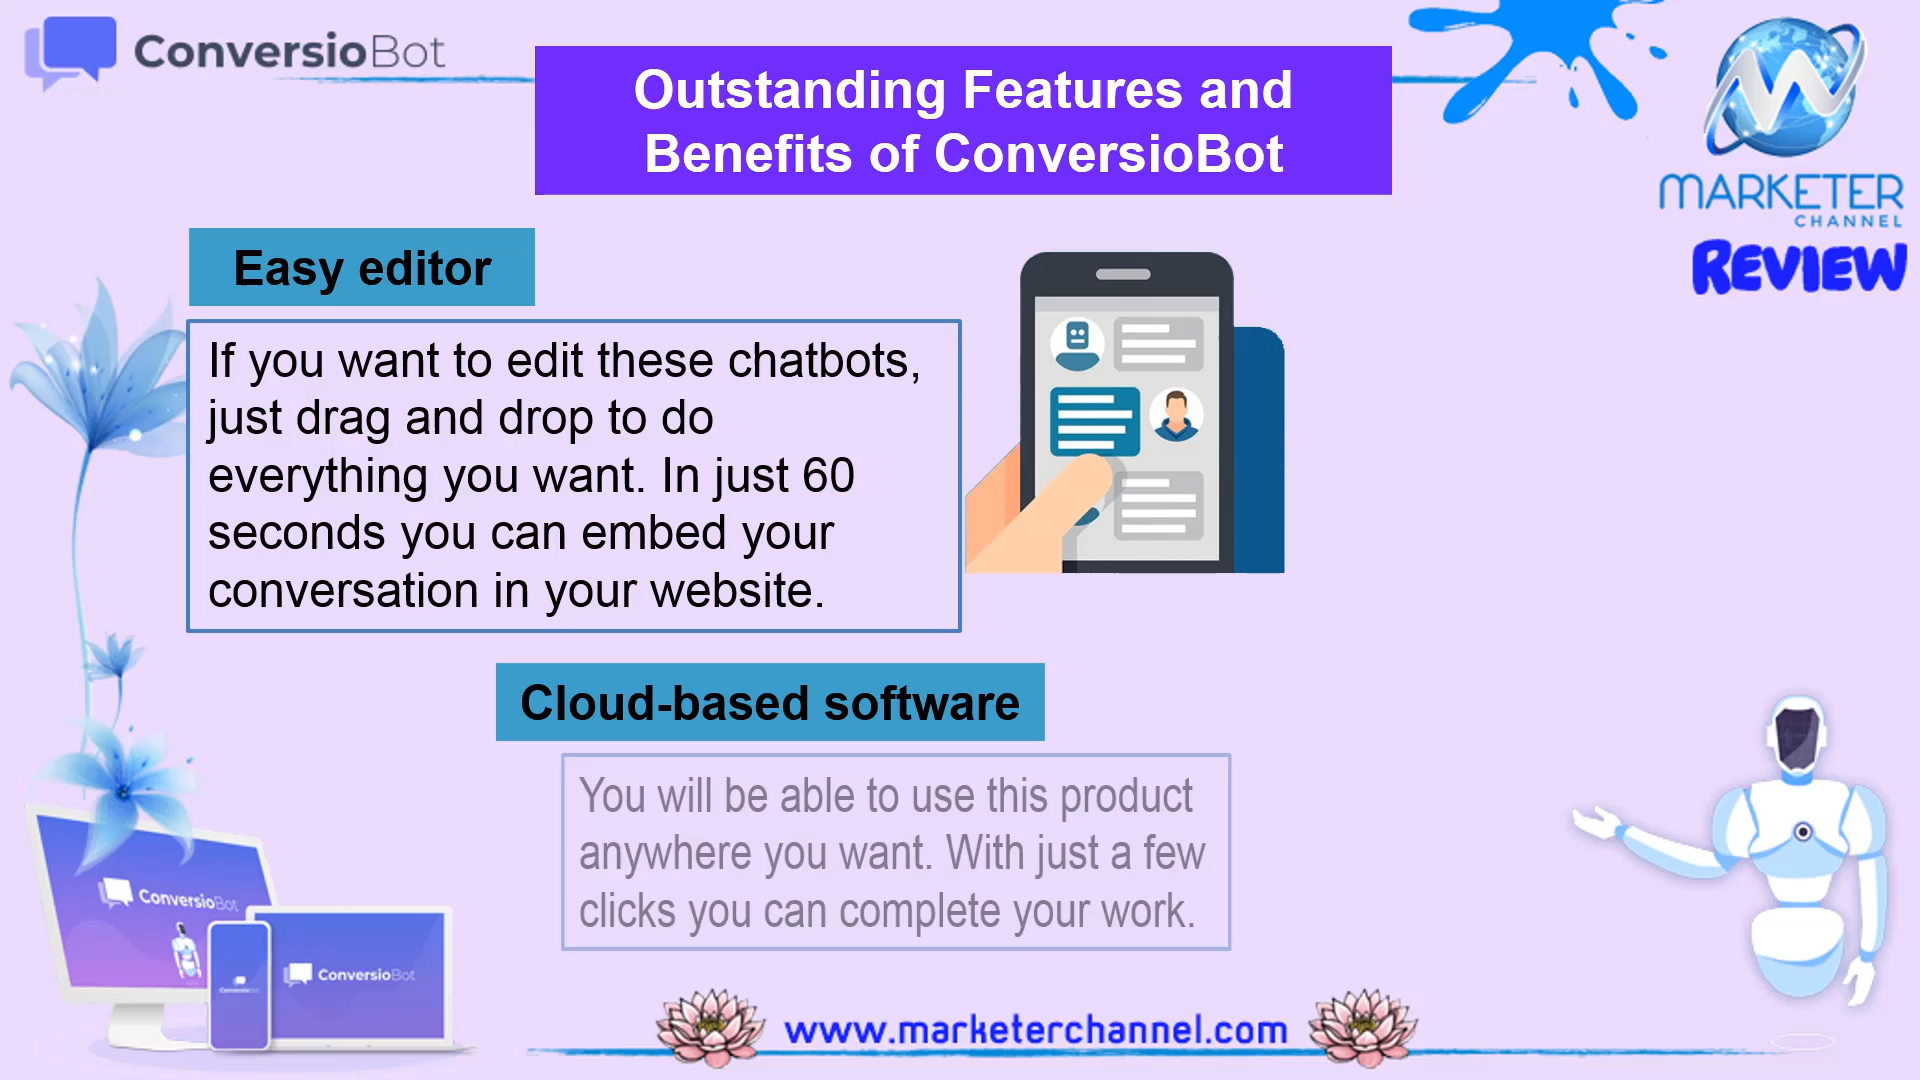 ConversioBot
Outstanding Features and
Benefits of ConversioBot
MARKETER
CHANNEL
REVIEW
Easy editor
If you want to edit these chatbots,
just drag and drop to do
everything you want. In just 60
seconds you can embed your
conversation in your website.
Cloud-based software
You will be able to use this product
anywhere you want. With just a few
clicks you can complete your work.
ConversioBot
ConversioBot
ConversioBot
www.marketerchannel.com